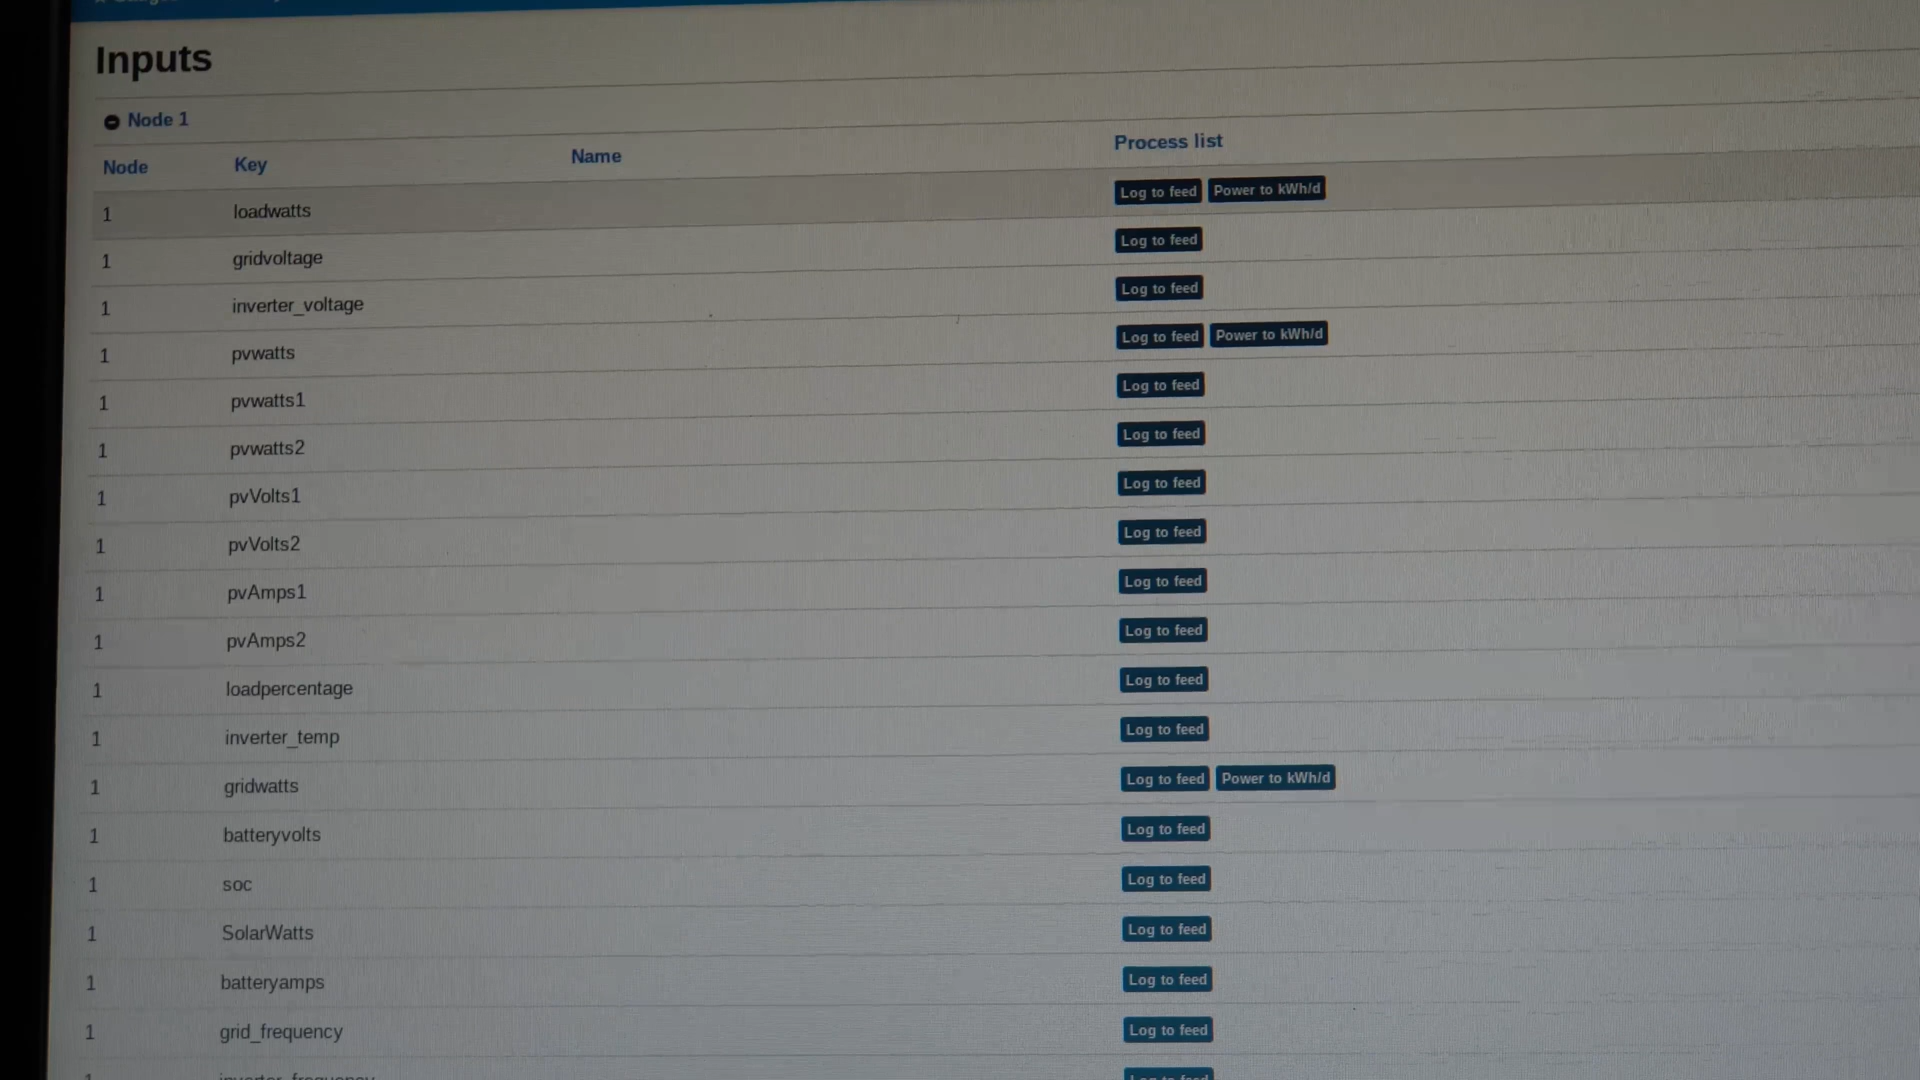 Inputs
Node 1
Node Key Name Process list
1 loadwatts Log to feed Power to kWh/d
1 gridvoltage Log to feed
1 inverter_voltage Log to feed
1 pvwatts Log to feed Power to kWh/d
1 pvwatts1 Log to feed
1 pvwatts2 Log to feed
1 pvVolts1 Log to feed
1 pvVolts2 Log to feed
1 pvAmps1 Log to feed
1 pvAmps2 Log to feed
1 loadpercentage Log to feed
1 inverter_temp Log to feed
1 gridwatts Log to feed Power to kWh/d
1 batteryvolts Log to feed
1 soc Log to feed
1 SolarWatts Log to feed
1 batteryamps Log to feed
1 grid_frequency Log to feed
1 inverter_frequency Log to feed